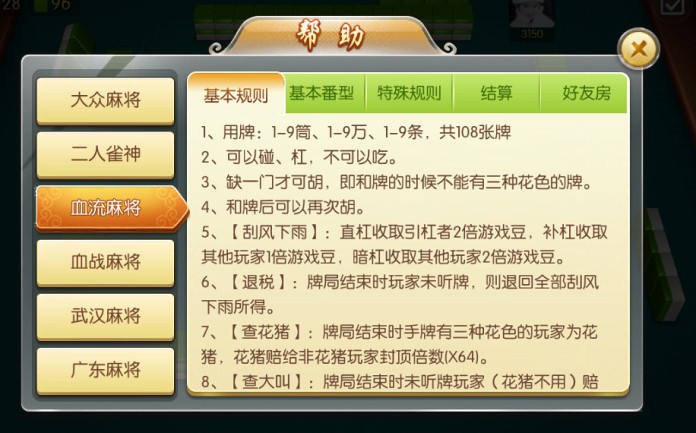 28
96
3150
帮助
大众麻将
二人雀神
血流麻将
血战麻将
武汉麻将
广东麻将
基本规则
基本番型
特殊规则
结算
好友房
1、用牌：1-9筒、1-9万、1-9条，共108张牌
2、可以碰、杠，不可以吃。
3、缺一门才可胡，即和牌的时候不能有三种花色的牌。
4、和牌后可以再次胡。
5、【刮风下雨】：直杠收取引杠者2倍游戏豆，补杠收取
其他玩家1倍游戏豆，暗杠收取其他玩家2倍游戏豆。
6、【退税】：牌局结束时玩家未听牌，则退回全部刮风
下雨所得。
7、【查花猪】：牌局结束时手牌有三种花色的玩家为花
猪，花猪赔给非花猪玩家封顶倍数(X64)。
8、【查大叫】：牌局结束时未听牌玩家（花猪不用）赔